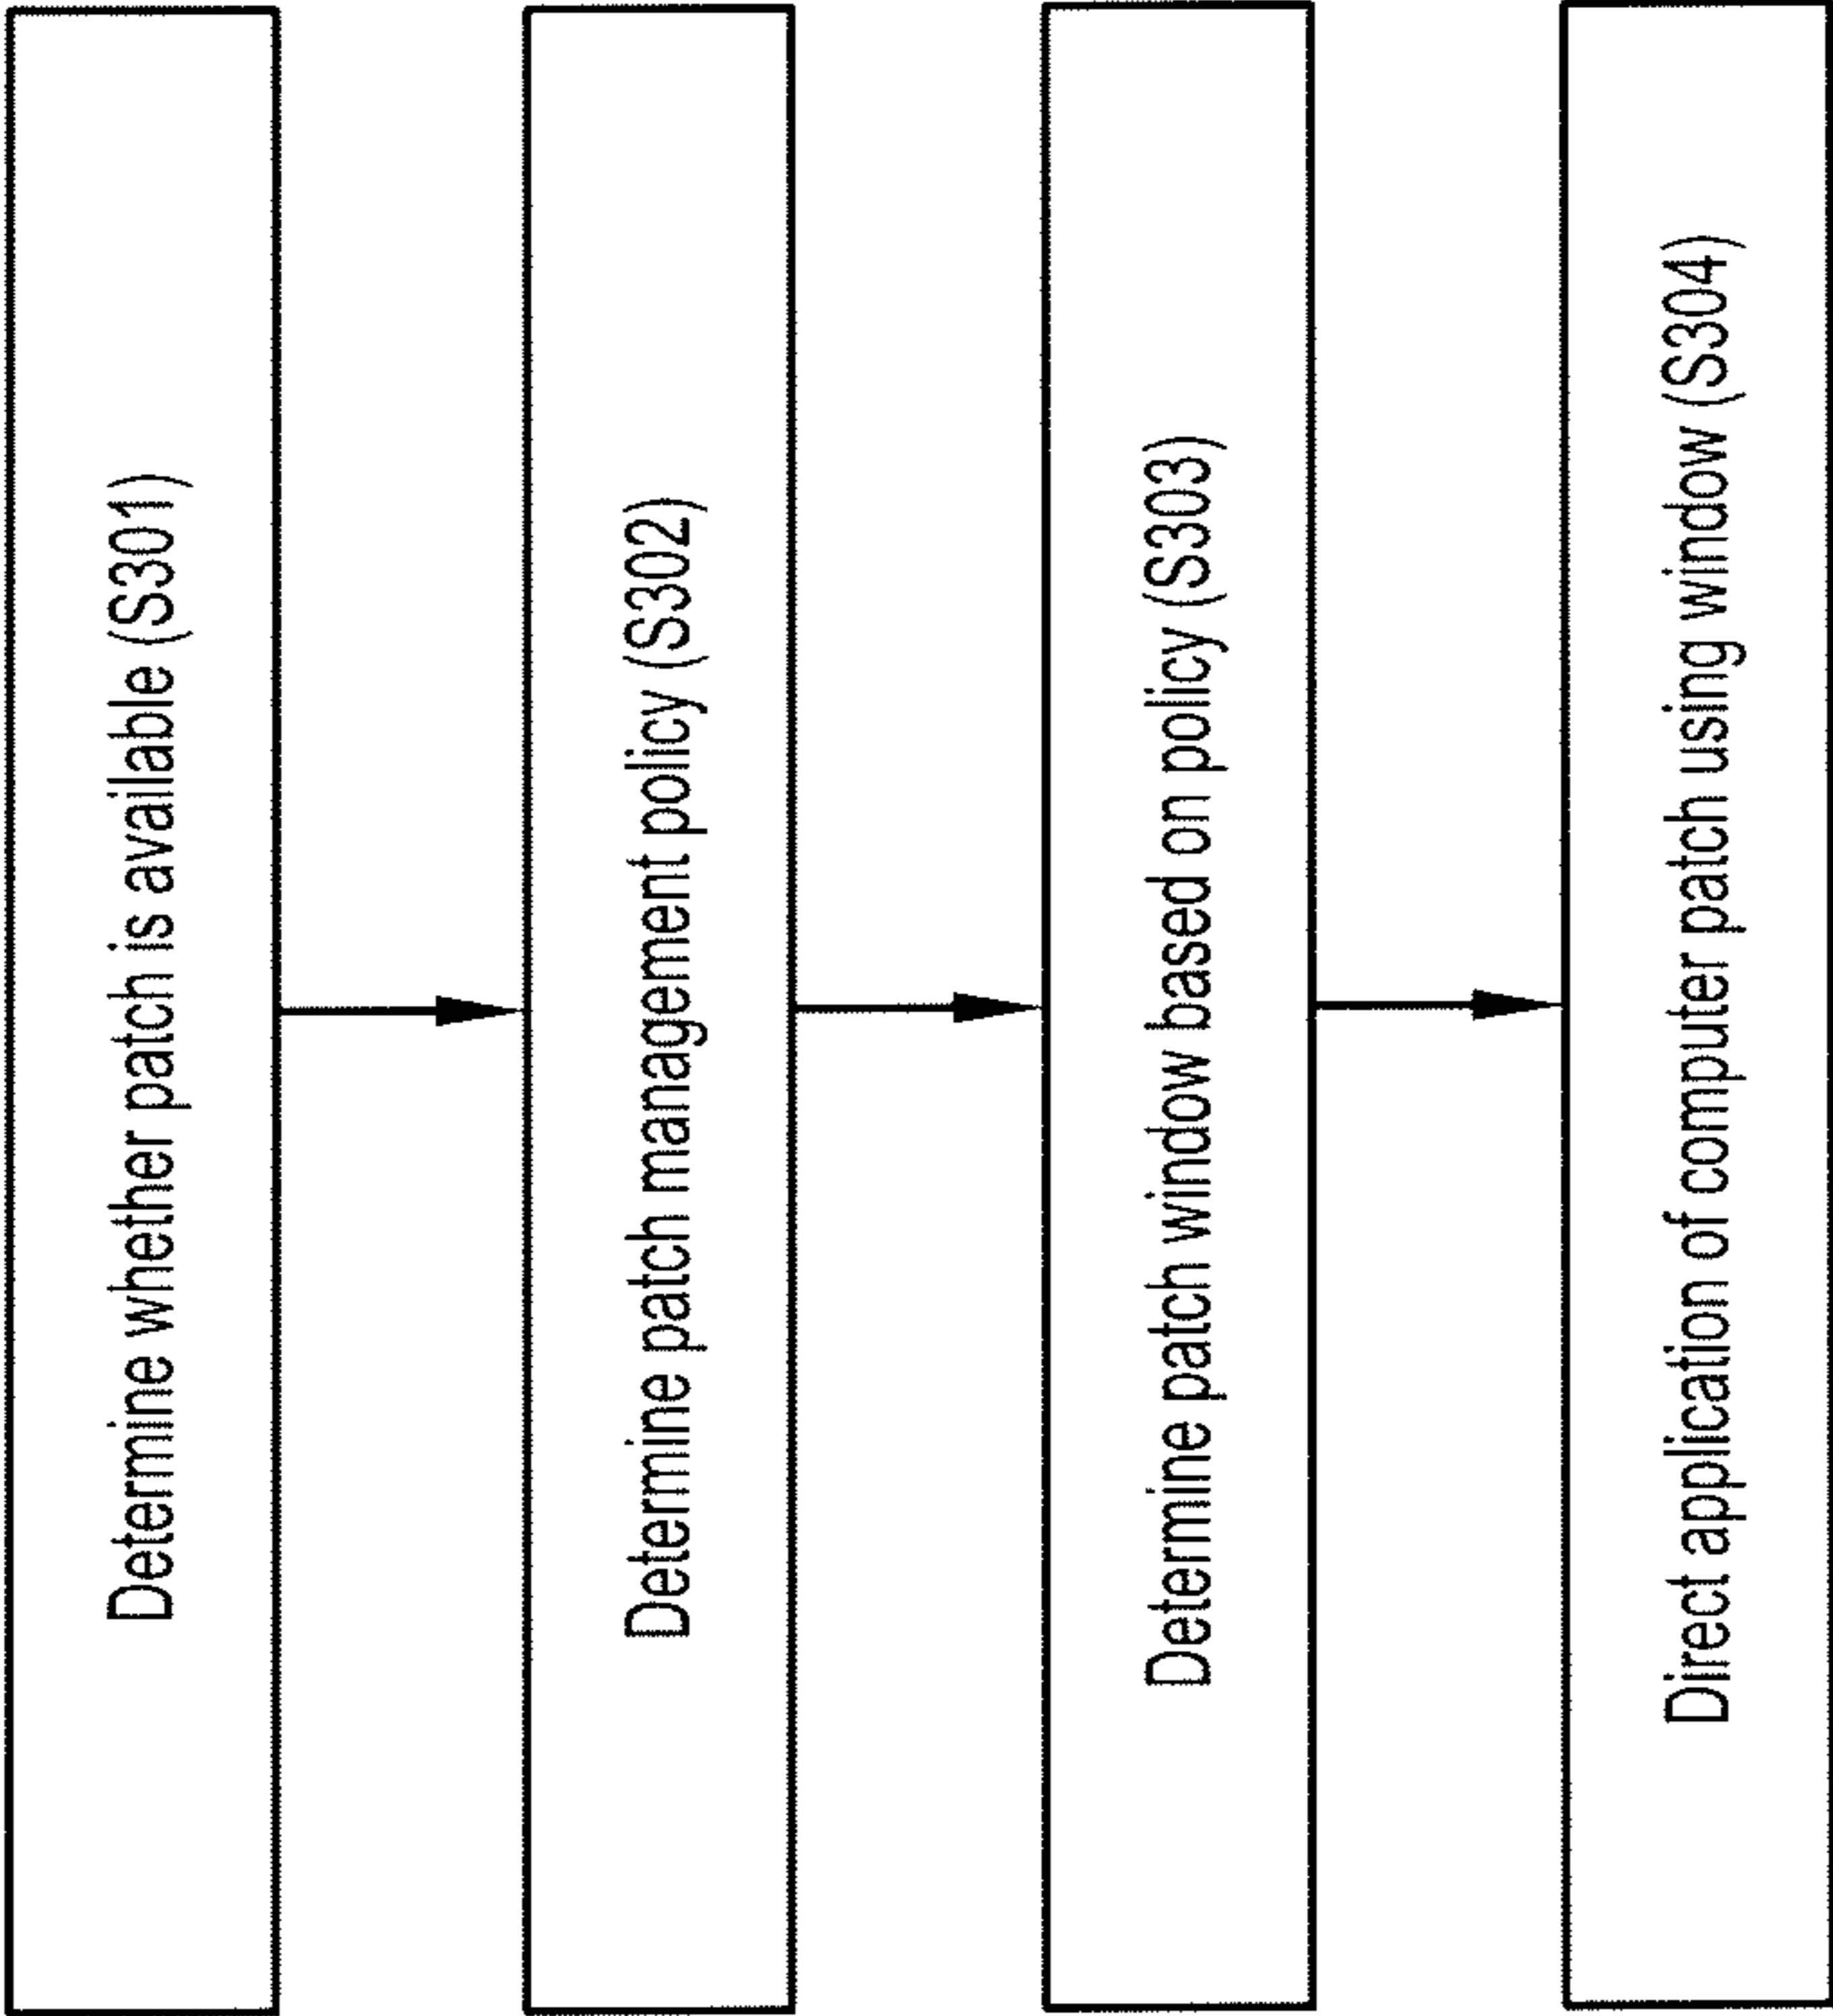 Determine whether patch is available (S301)
Determine patch management policy (S302)
Determine patch window based on policy (S303)
Direct application of computer patch using window (S304)